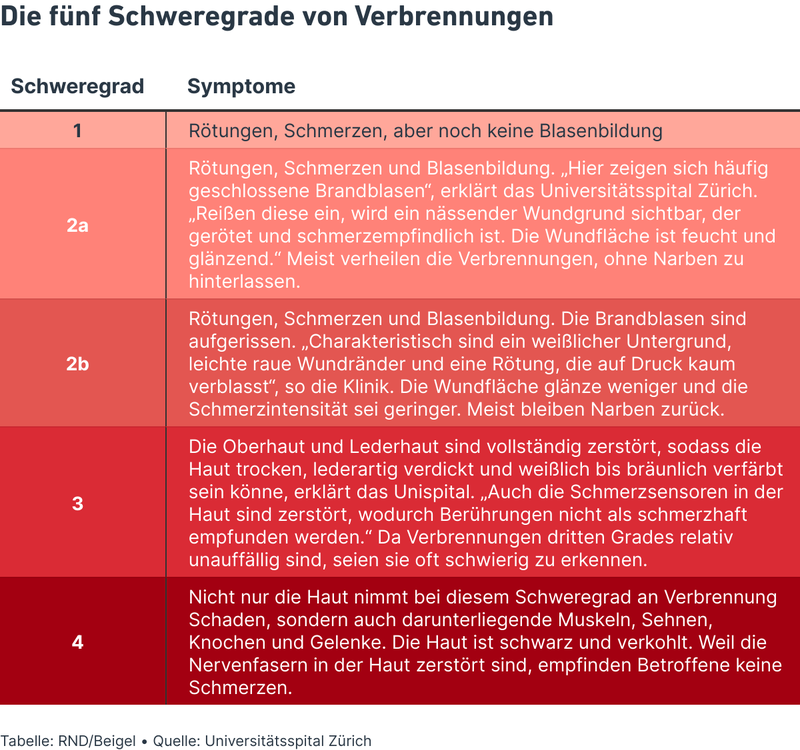 Die fünf Schweregrade von Verbrennungen
Schweregrad Symptome
1 Rötungen, Schmerzen, aber noch keine Blasenbildung
2a
Rötungen, Schmerzen und Blasenbildung. „Hier zeigen sich häufig
geschlossene Brandblasen“, erklärt das Universitätsspital Zürich.
„Reißen diese ein, wird ein nässender Wundgrund sichtbar, der
gerötet und schmerzempfindlich ist. Die Wundfläche ist feucht und
glänzend.“ Meist verheilen die Verbrennungen, ohne Narben zu
hinterlassen.
2b
Rötungen, Schmerzen und Blasenbildung. Die Brandblasen sind
aufgerissen. „Charakteristisch sind ein weißlicher Untergrund,
leichte raue Wundränder und eine Rötung, die auf Druck kaum
verblasst“, so die Klinik. Die Wundfläche glänze weniger und die
Schmerzintensität sei geringer. Meist bleiben Narben zurück.
3
Die Oberhaut und Lederhaut sind vollständig zerstört, sodass die
Haut trocken, lederartig verdickt und weißlich bis bräunlich verfärbt
sein könne, erklärt das Unispital. „Auch die Schmerzsensoren in der
Haut sind zerstört, wodurch Berührungen nicht als schmerzhaft
empfunden werden.“ Da Verbrennungen dritten Grades relativ
unauffällig sind, seien sie oft schwierig zu erkennen.
4
Nicht nur die Haut nimmt bei diesem Schweregrad an Verbrennung
Schaden, sondern auch darunterliegende Muskeln, Sehnen,
Knochen und Gelenke. Die Haut ist schwarz und verkohlt. Weil die
Nervenfasern in der Haut zerstört sind, empfinden Betroffene keine
Schmerzen.
Tabelle: RND/Beigel • Quelle: Universitätsspital Zürich